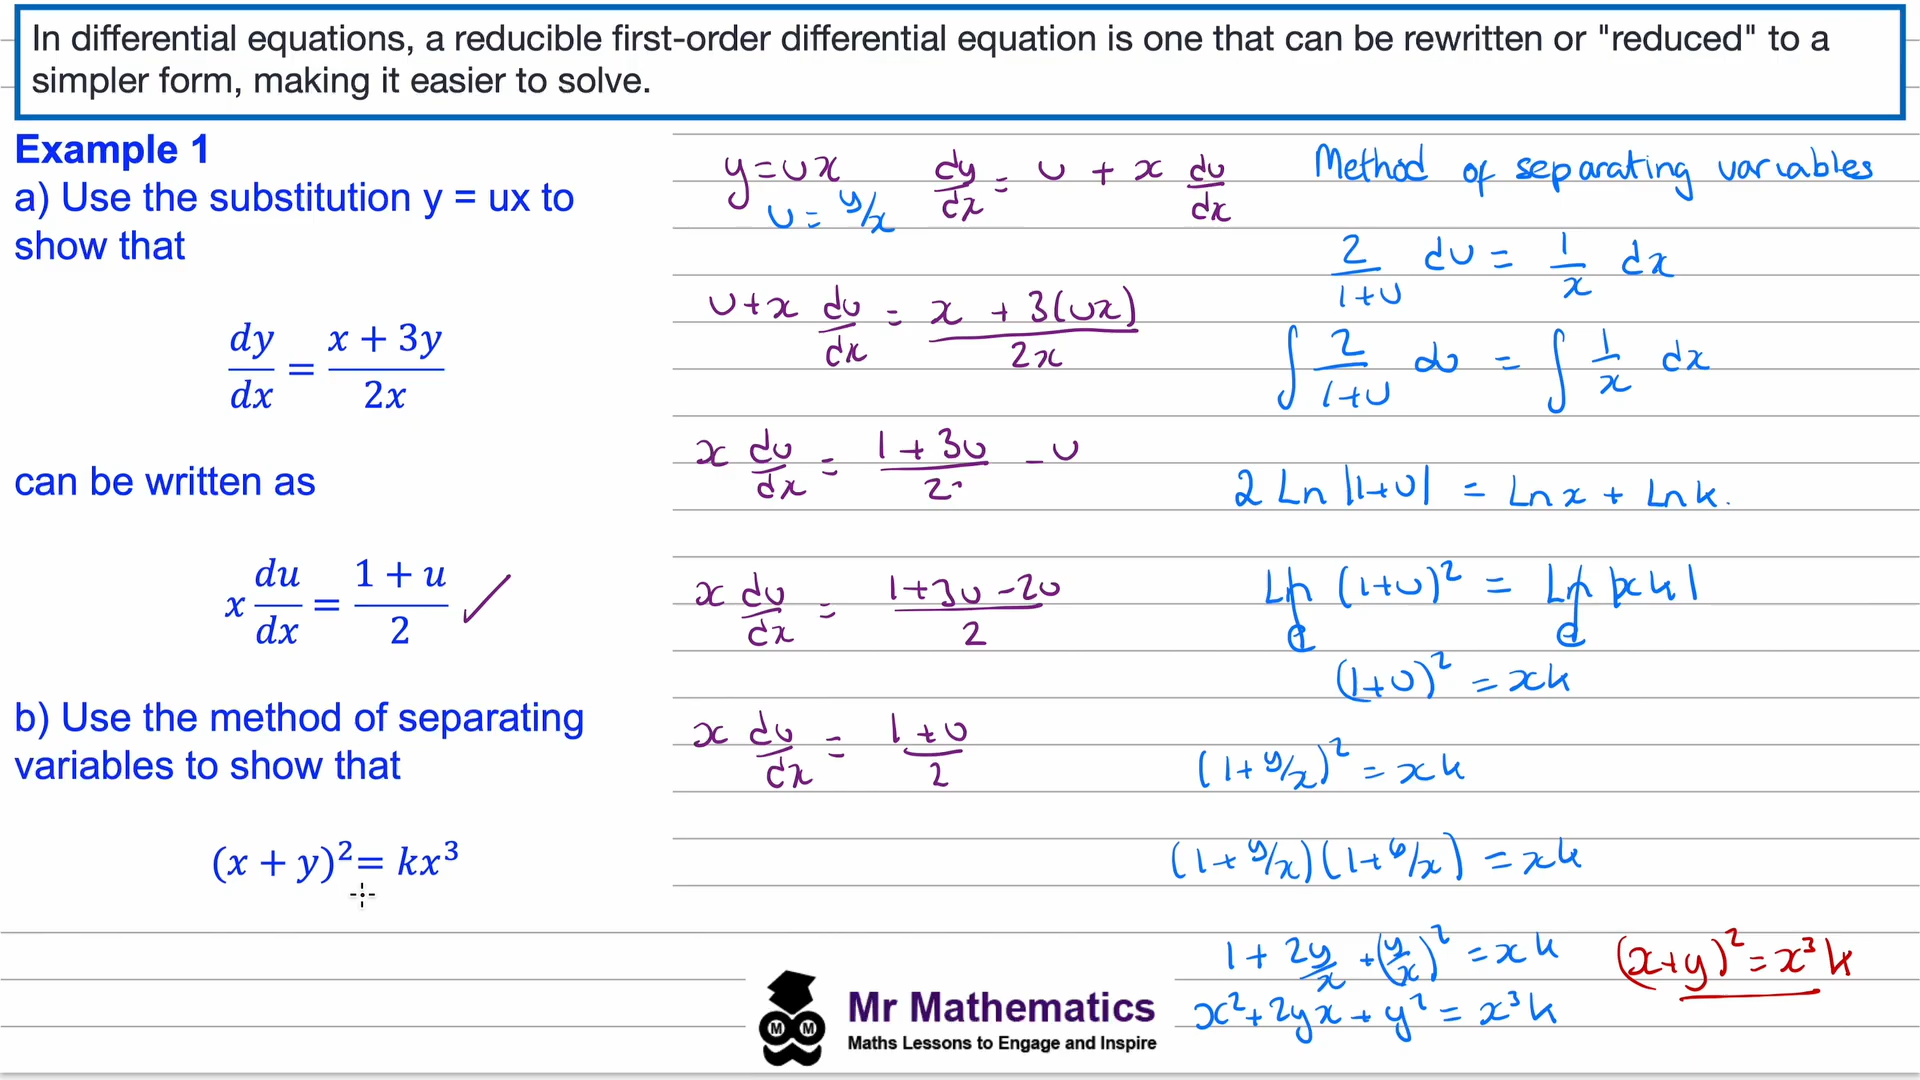 In differential equations, a reducible first-order differential equation is one that can be rewritten or "reduced" to a
simpler form, making it easier to solve.
Example 1
a) Use the substitution y = ux to
show that
dy/dx = (x + 3y)/2x
can be written as
x du/dx = (1 + u)/2 ✓
b) Use the method of separating
variables to show that
(x + y)² = kx³
y = ux   dy/dx = u + x du/dx
u = y/x
u + x du/dx = (x + 3(ux))/2x
x du/dx = (1 + 3u)/2 - u
x du/dx = (1 + 3u - 2u)/2
x du/dx = (1 + u)/2
Method of separating variables
2/(1+u) du = 1/x dx
∫ 2/(1+u) du = ∫ 1/x dx
2 Ln |1+u| = Ln x + Ln k.
Ln (1+u)² = Ln |xk|
e e
(1+u)² = xk
(1 + y/x)² = xk
(1 + y/x)(1 + y/x) = xk
1 + 2y/x + (y/x)² = xk
x² + 2yx + y² = x³k
(x+y)² = x³k
M M
Mr Mathematics
Maths Lessons to Engage and Inspire